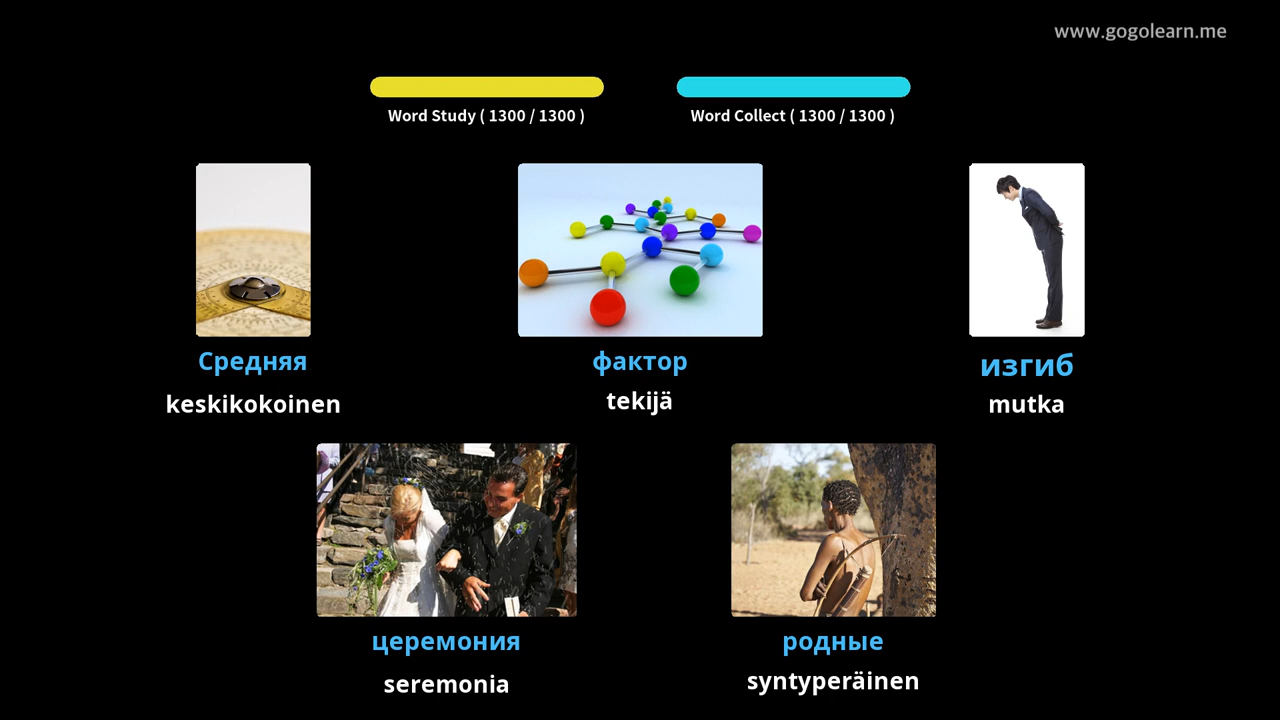 www.gogolearn.me
Word Study ( 1300 / 1300 )
Word Collect ( 1300 / 1300 )
Средняя
keskikokoinen
фактор
tekijä
изгиб
mutka
церемония
seremonia
родные
syntyperäinen